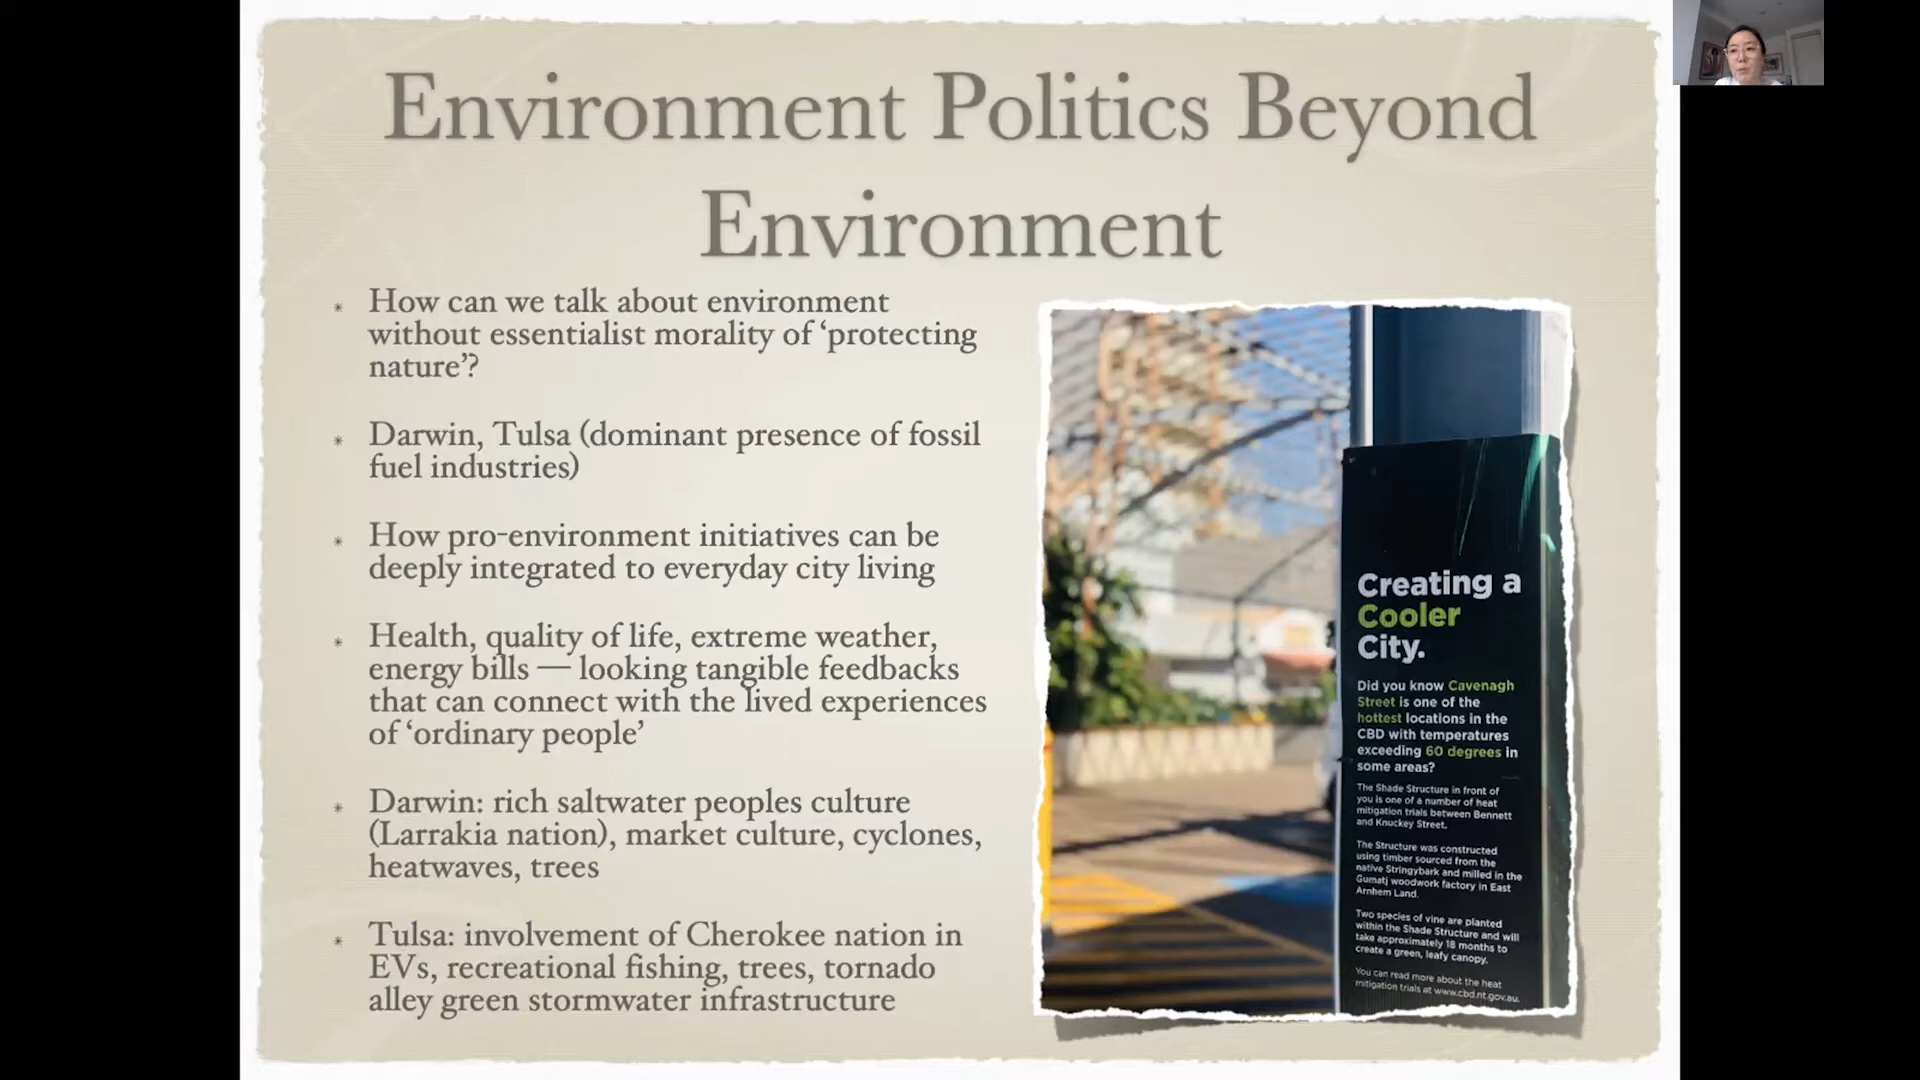 Environment Politics Beyond
Environment
* How can we talk about environment
without essentialist morality of ‘protecting
nature’?
* Darwin, Tulsa (dominant presence of fossil
fuel industries)
* How pro-environment initiatives can be
deeply integrated to everyday city living
* Health, quality of life, extreme weather,
energy bills — looking tangible feedbacks
that can connect with the lived experiences
of ‘ordinary people’
* Darwin: rich saltwater peoples culture
(Larrakia nation), market culture, cyclones,
heatwaves, trees
* Tulsa: involvement of Cherokee nation in
EVs, recreational fishing, trees, tornado
alley green stormwater infrastructure
Creating a
Cooler
City.
Did you know Cavenagh
Street is one of the
hottest locations in the
CBD with temperatures
exceeding 60 degrees in
some areas?
The Shade Structure in front of
you is one of a number of heat
mitigation trials between Bennett
and Knuckey Street.
The Structure was constructed
using timber sourced from the
native Stringybark and milled in the
Gumatj woodwork factory in East
Arnhem Land.
Two species of vine are planted
within the Shade Structure and will
take approximately 18 months to
create a green, leafy canopy.
You can read more about the heat
mitigation trials at www.cbd.nt.gov.au.